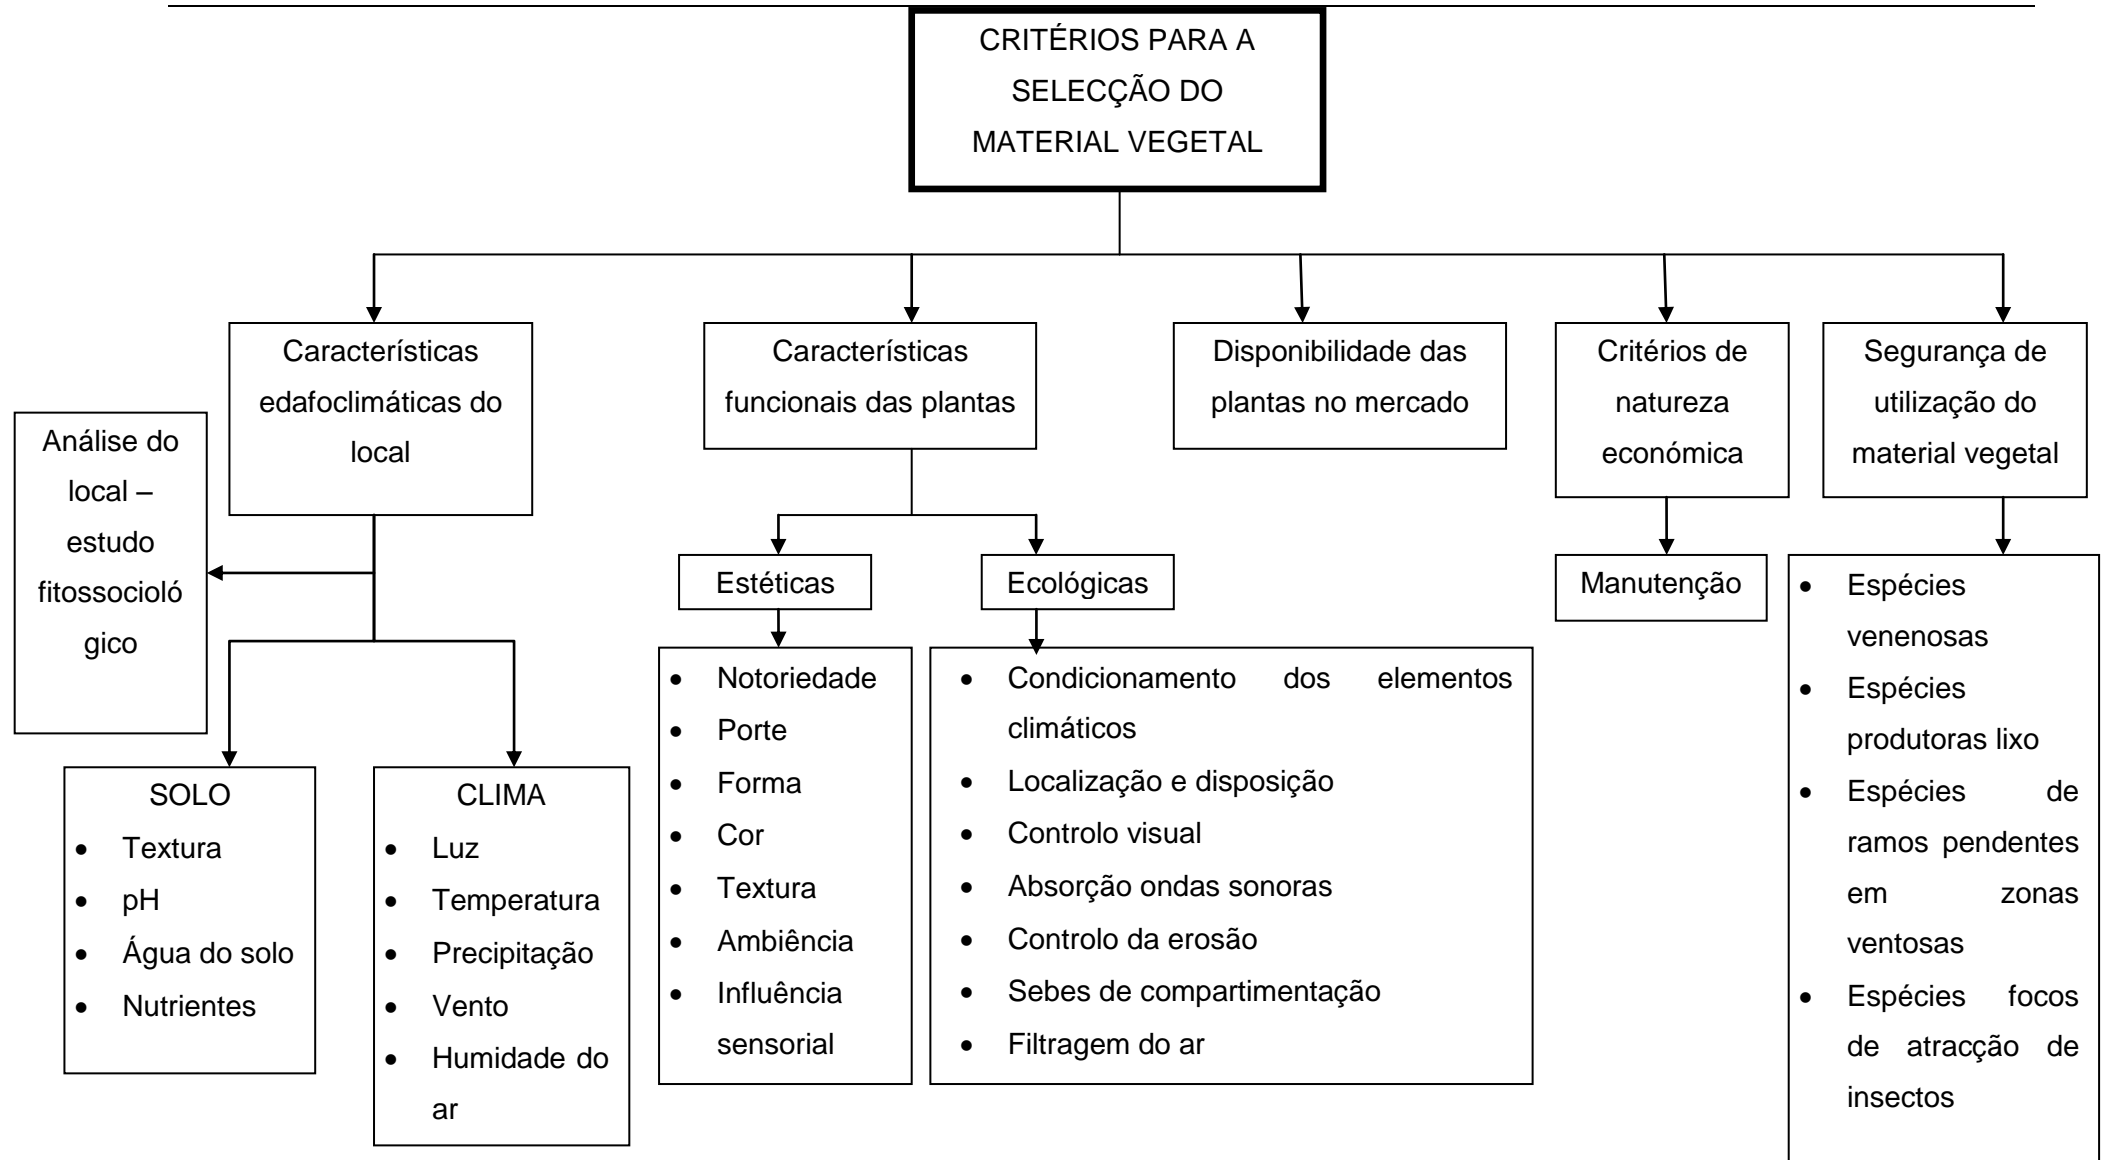 CRITÉRIOS PARA A
SELECÇÃO DO
MATERIAL VEGETAL
Características
edafoclimáticas do
local
Características
funcionais das plantas
Disponibilidade das
plantas no mercado
Critérios de
natureza
económica
Segurança de
utilização do
material vegetal
Análise do
local –
estudo
fitossocioló
gico
Estéticas
Ecológicas
Manutenção
SOLO
• Textura
• pH
• Água do solo
• Nutrientes
CLIMA
• Luz
• Temperatura
• Precipitação
• Vento
• Humidade do
ar
• Notoriedade
• Porte
• Forma
• Cor
• Textura
• Ambiência
• Influência
sensorial
• Condicionamento dos elementos
climáticos
• Localização e disposição
• Controlo visual
• Absorção ondas sonoras
• Controlo da erosão
• Sebes de compartimentação
• Filtragem do ar
• Espécies
venenosas
• Espécies
produtoras lixo
• Espécies de
ramos pendentes
em zonas
ventosas
• Espécies focos
de atracção de
insectos